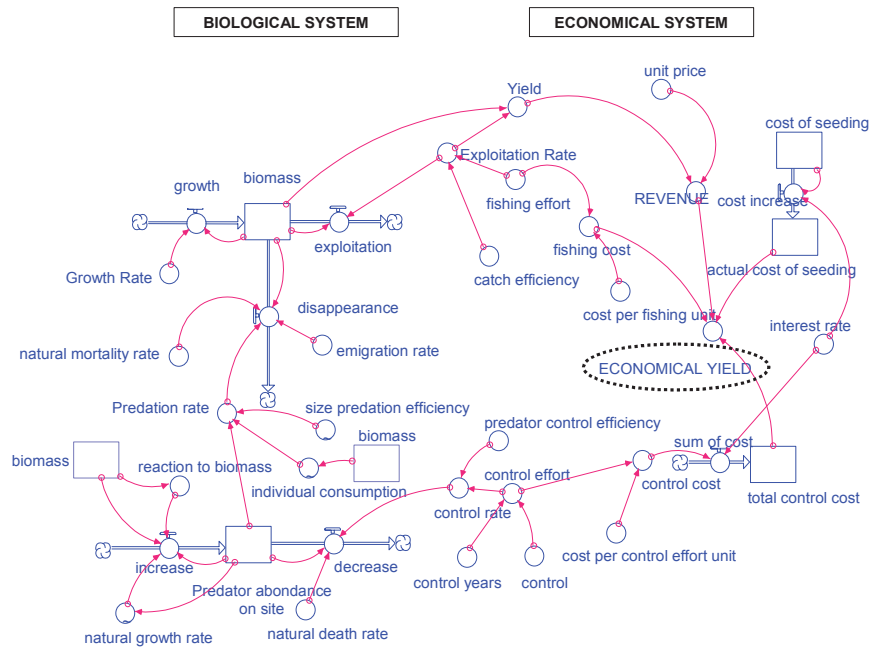 BIOLOGICAL SYSTEM
ECONOMICAL SYSTEM
Yield
unit price
cost of seeding
growth
biomass
Exploitation Rate
fishing effort
REVENUE
cost increase
exploitation
fishing cost
Growth Rate
catch efficiency
actual cost of seeding
disappearance
cost per fishing unit
natural mortality rate
emigration rate
interest rate
ECONOMICAL YIELD
Predation rate
size predation efficiency
predator control efficiency
biomass
sum of cost
biomass
reaction to biomass
individual consumption
control effort
control cost
total control cost
control rate
increase
decrease
cost per control effort unit
Predator abundance
on site
control years
control
natural growth rate
natural death rate